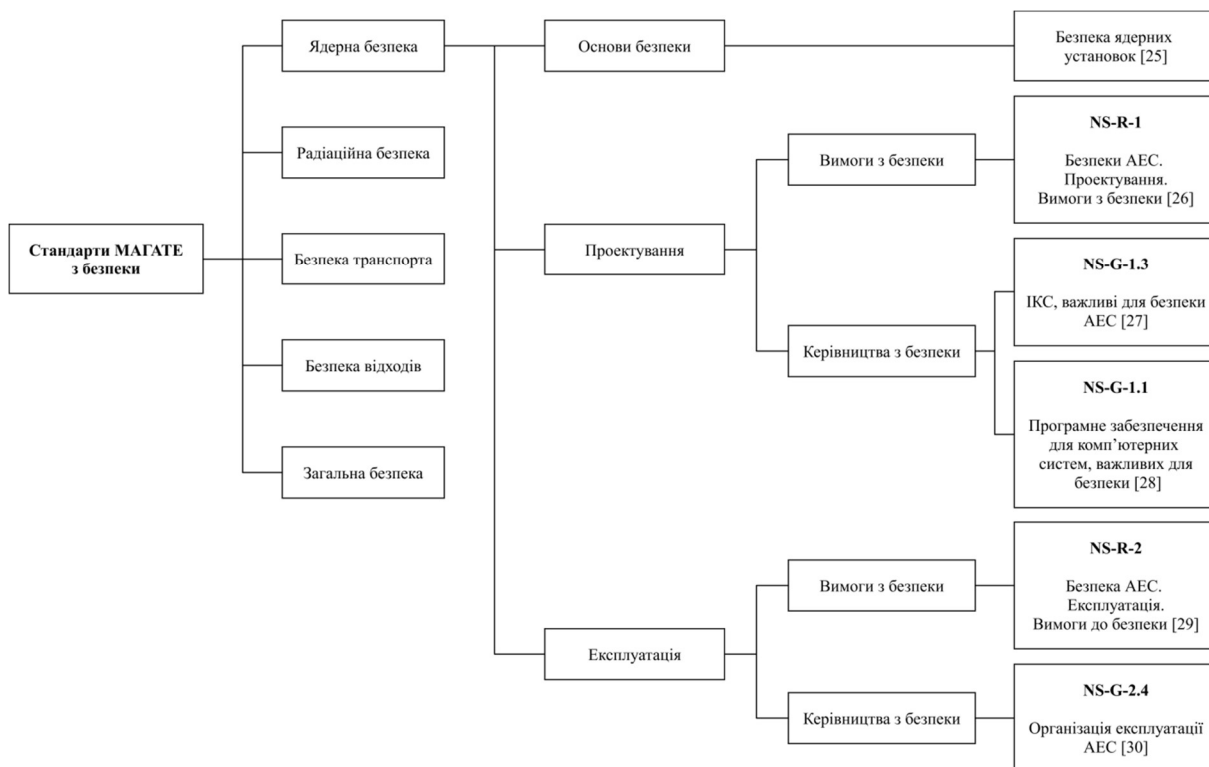 Стандарти МАГАТЕ
з безпеки
Ядерна безпека
Радіаційна безпека
Безпека транспорта
Безпека відходів
Загальна безпека
Основи безпеки
Безпека ядерних
установок [25]
Проектування
Вимоги з безпеки
NS-R-1
Безпеки АЕС.
Проектування.
Вимоги з безпеки [26]
Керівництва з безпеки
NS-G-1.3
ІКС, важливі для безпеки
АЕС [27]
NS-G-1.1
Програмне забезпечення
для комп’ютерних
систем, важливих для
безпеки [28]
Експлуатація
Вимоги з безпеки
NS-R-2
Безпека АЕС.
Експлуатація.
Вимоги до безпеки [29]
Керівництва з безпеки
NS-G-2.4
Організація експлуатації
АЕС [30]